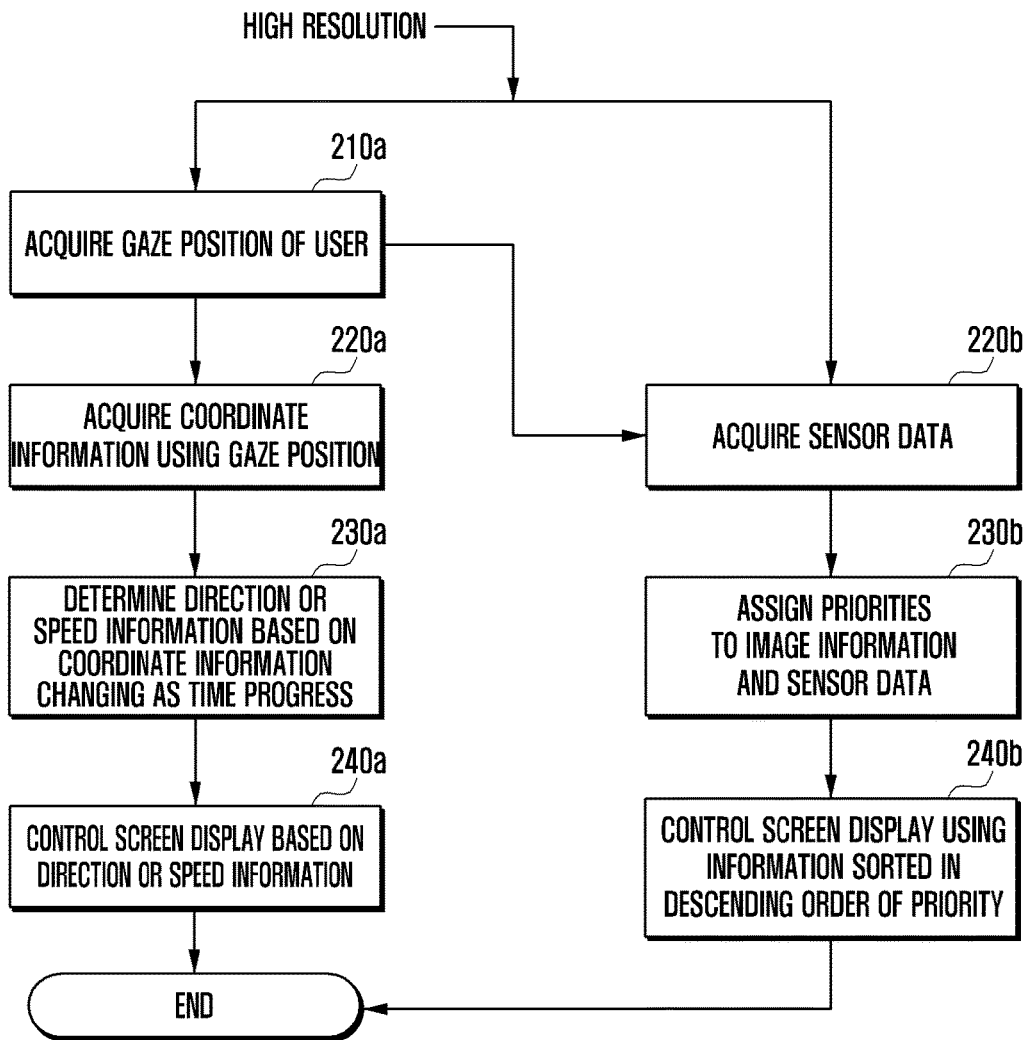 HIGH RESOLUTION
210a
ACQUIRE GAZE POSITION OF USER
220a
ACQUIRE COORDINATE
INFORMATION USING GAZE POSITION
220b
ACQUIRE SENSOR DATA
230a
DETERMINE DIRECTION OR
SPEED INFORMATION BASED ON
COORDINATE INFORMATION
CHANGING AS TIME PROGRESS
230b
ASSIGN PRIORITIES
TO IMAGE INFORMATION
AND SENSOR DATA
240a
CONTROL SCREEN DISPLAY BASED ON
DIRECTION OR SPEED INFORMATION
240b
CONTROL SCREEN DISPLAY USING
INFORMATION SORTED IN
DESCENDING ORDER OF PRIORITY
END